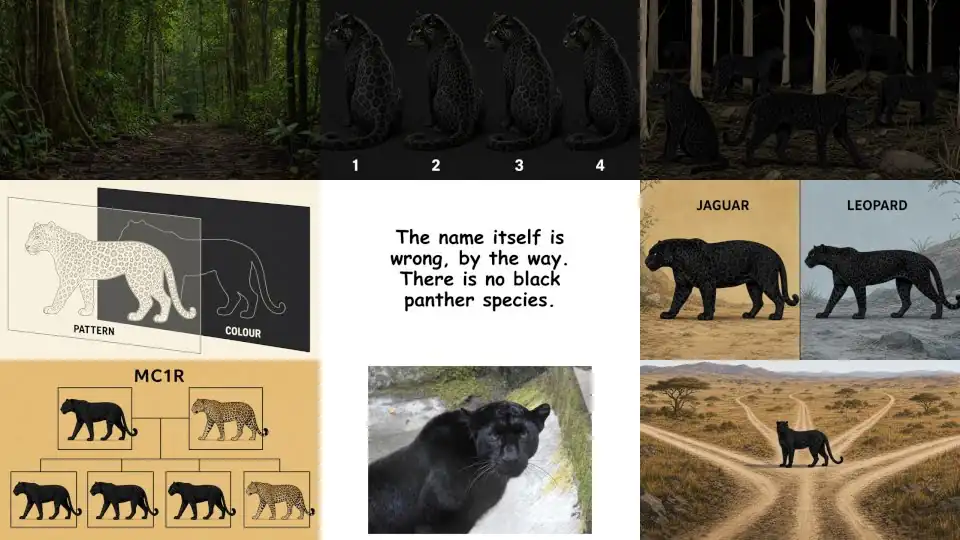 1 2 3 4
PATTERN
COLOUR
The name itself is
wrong, by the way.
There is no black
panther species.
JAGUAR
LEOPARD
MC1R